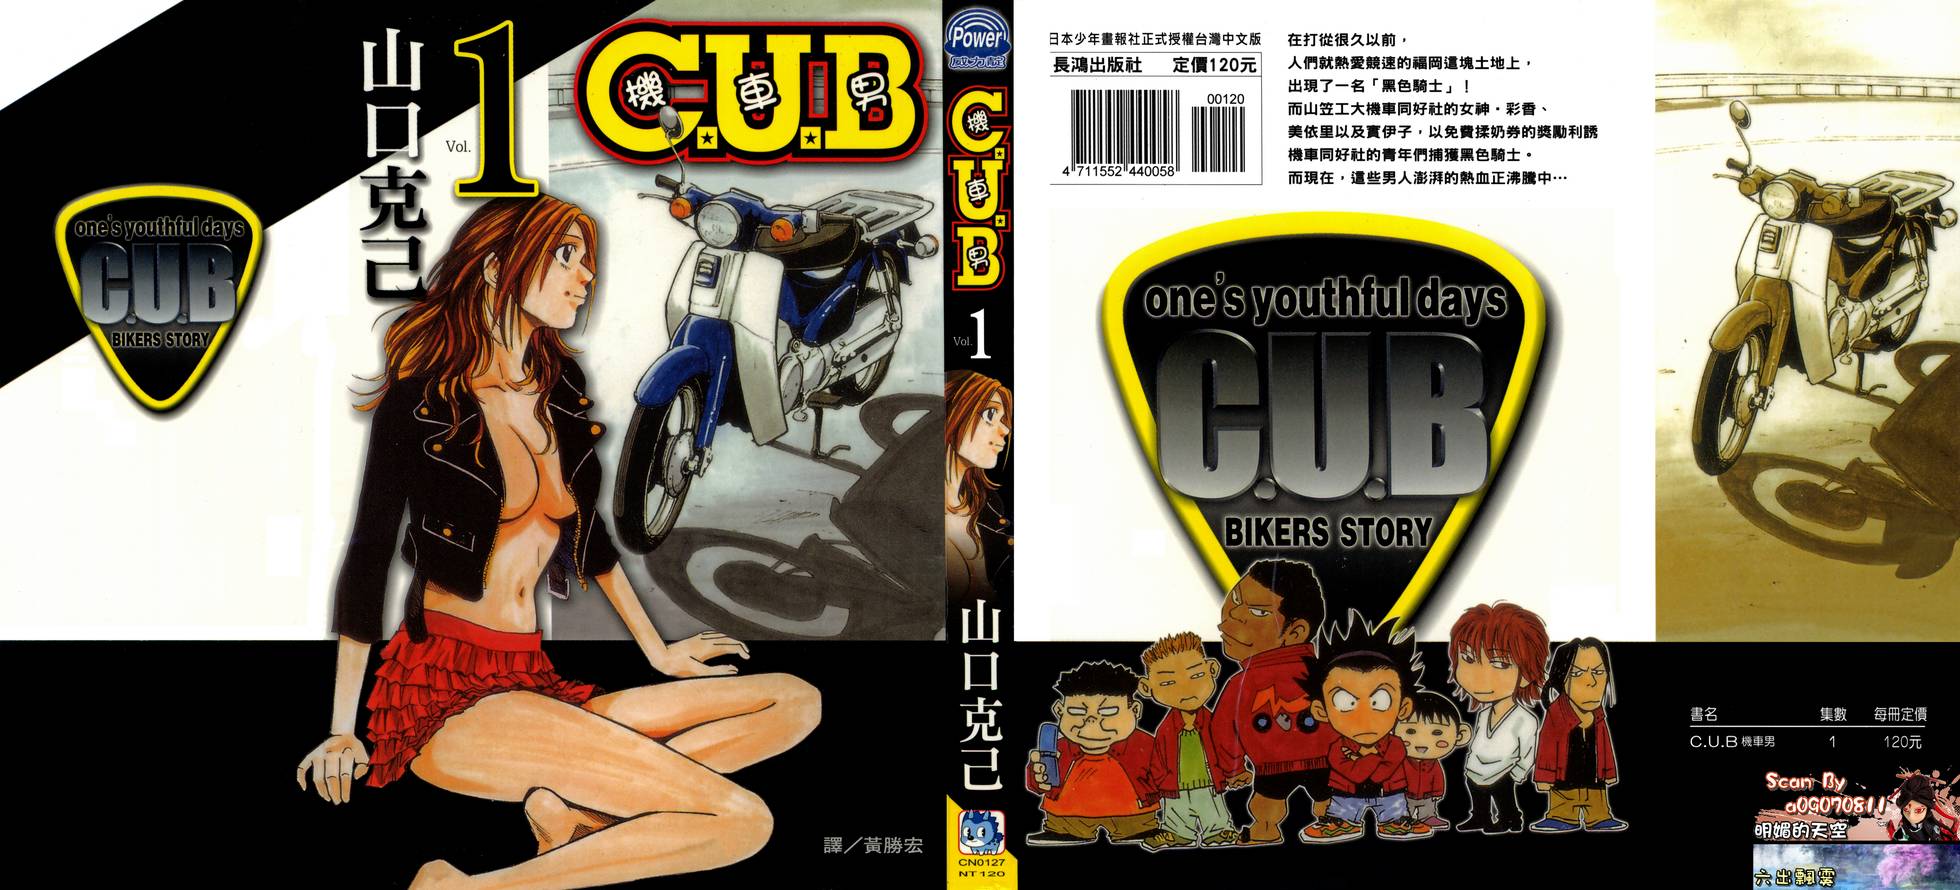 one's youthful days
C.U.B
BIKERS STORY
山口克己
Vol. 1
C.U.B
機車男
譯／黃勝宏
Power
C.U.B
機車男
Vol. 1
山口克己
CN0127
NT 120
日本少年畫報社正式授權台灣中文版
長鴻出版社 定價120元
00120
4 711552 440058
在打從很久以前，
人們就熱愛競速的福岡這塊土地上，
出現了一名「黑色騎士」！
而山笠工大機車同好社的女神・彩香、
美依里以及實伊子，以免費揉奶券的獎勵利誘
機車同好社的青年們捕獲黑色騎士。
而現在，這些男人澎湃的熱血正沸騰中…
one's youthful days
C.U.B
BIKERS STORY
書名 集數 每冊定價
C.U.B 機車男 1 120元
Scan By
a09070811
明媚的天空
六出飄霙